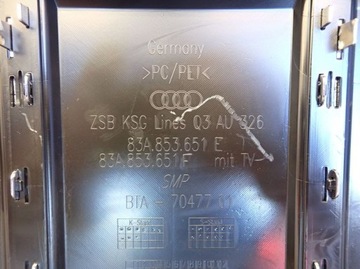 Germany
>PC/PET<
ZSB KSG Lines Q3 AU 326
83A.853.651 E
83A.853.651 F mit TV
SMP
BTA - 70477